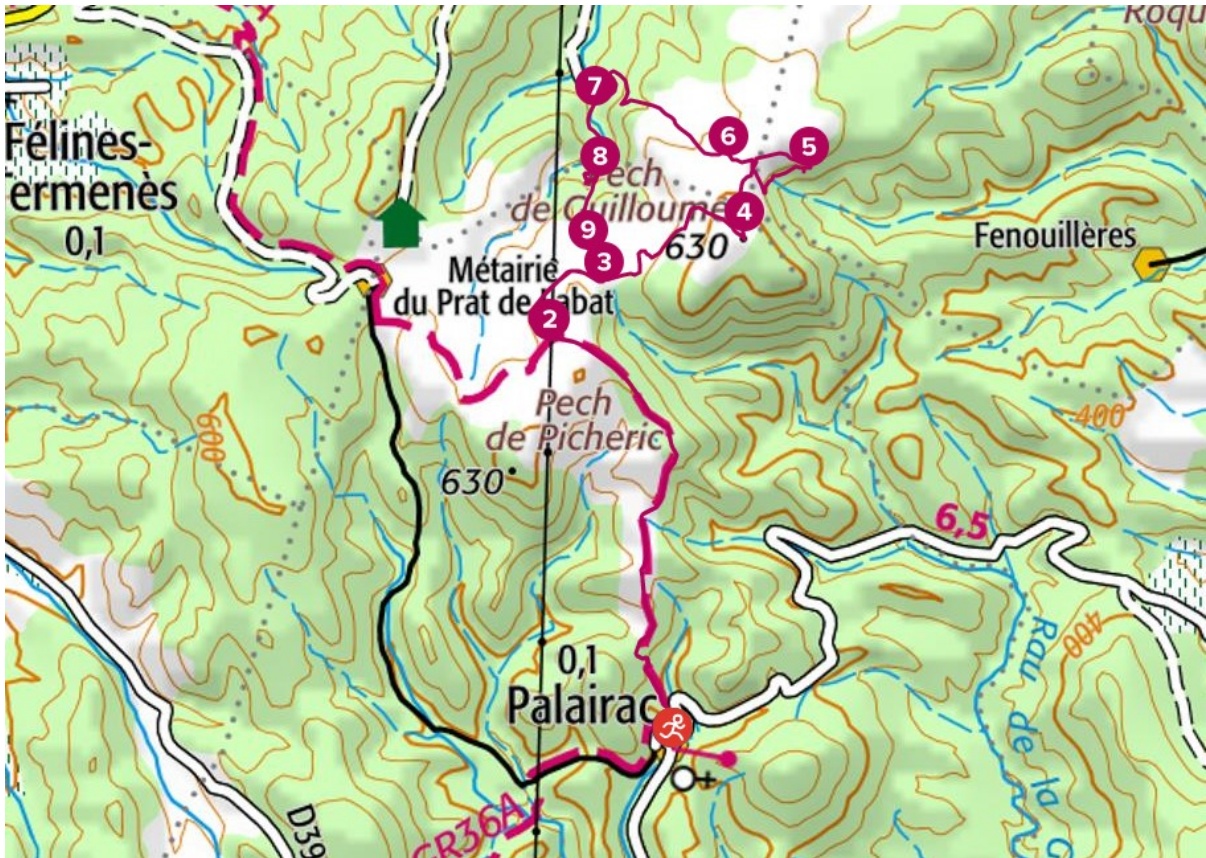 Roqu
7
6
5
8
Félines-
ermenès
0,1
Pech
de Guilloume
4
9
630
3
Fenouillères
Métairie
du Prat de Labat
2
Pech
de Picheric
400
600
630
6,5
400
0,1
Palairac
Rau de la G
D39
GR36A